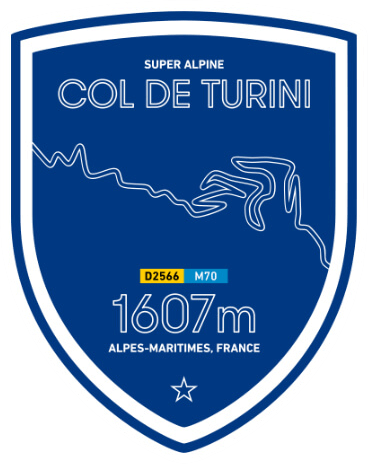 SUPER ALPINE
COL DE TURINI
D2566 M70
1607m
ALPES-MARITIMES, FRANCE